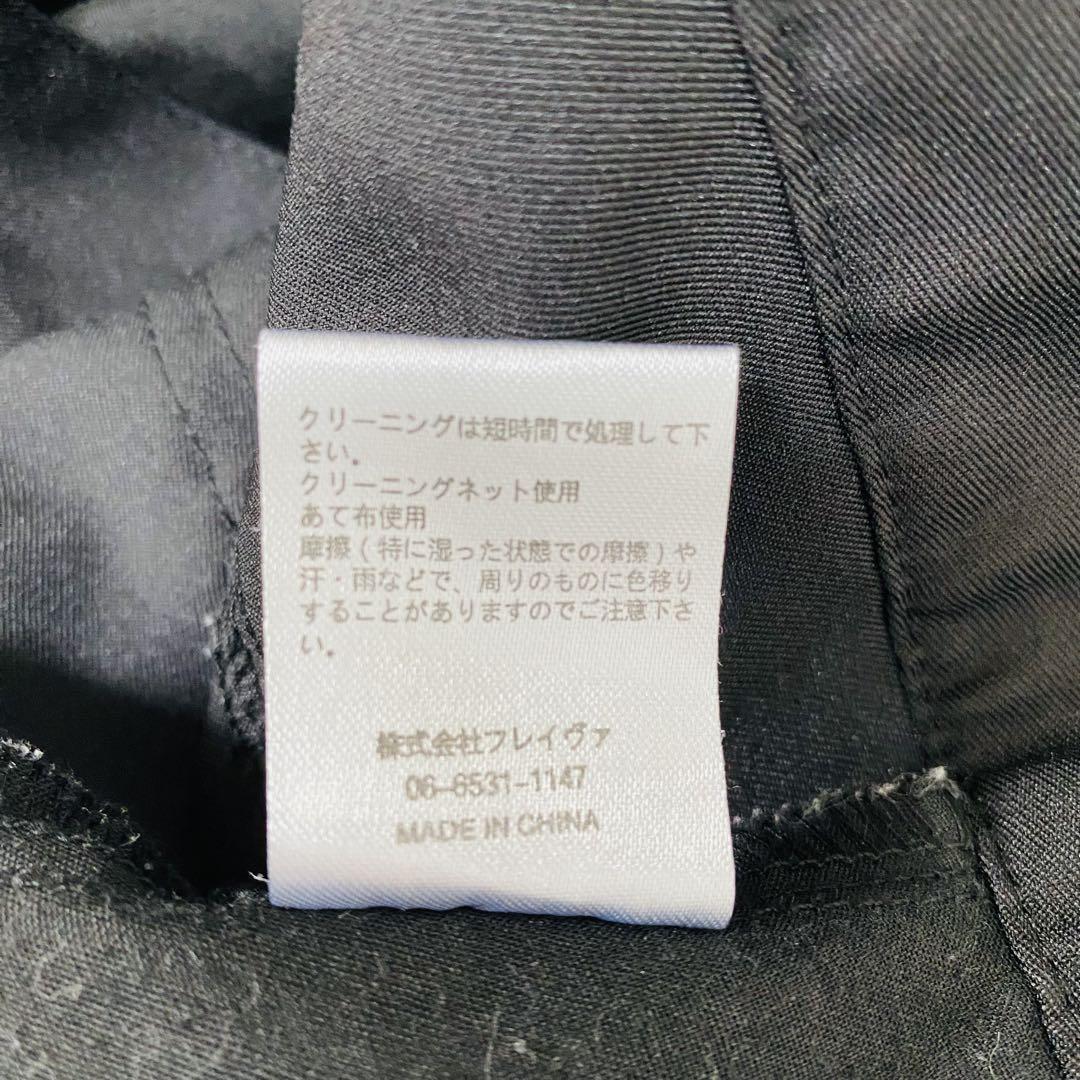 クリーニングは短時間で処理して下
さい。
クリーニングネット使用
あて布使用
摩擦(特に湿った状態での摩擦)や
汗・雨などで、周りのものに色移り
することがありますのでご注意下さ
い。
株式会社フレイヴァ
06-6531-1147
MADE IN CHINA